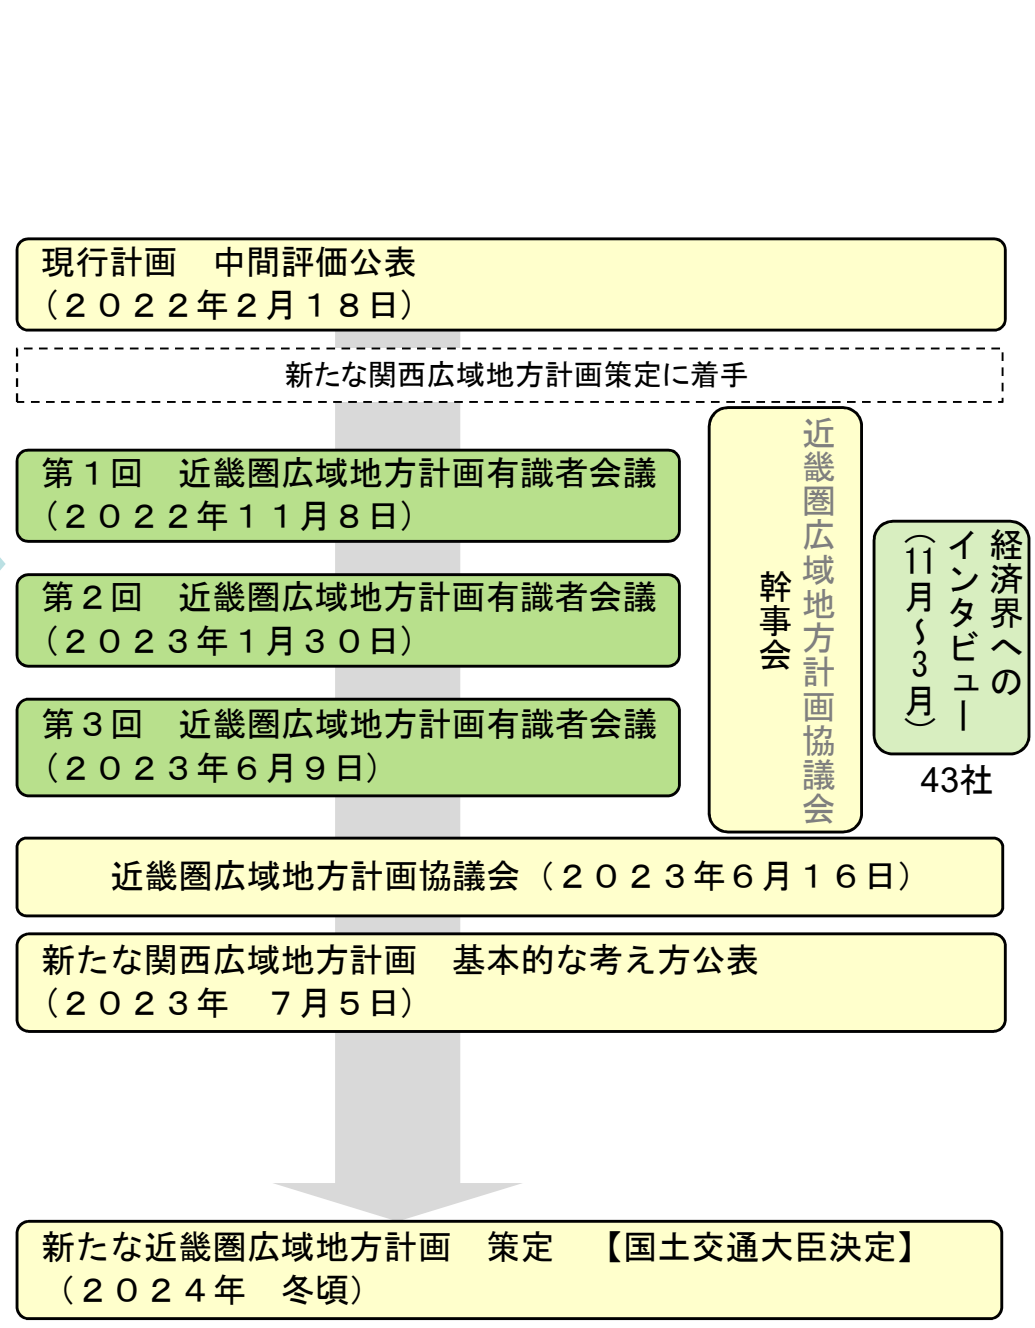 現行計画　中間評価公表
（２０２２年２月１８日）
新たな関西広域地方計画策定に着手
第１回　近畿圏広域地方計画有識者会議
（２０２２年１１月８日）
第２回　近畿圏広域地方計画有識者会議
（２０２３年１月３０日）
第３回　近畿圏広域地方計画有識者会議
（２０２３年６月９日）
近畿圏広域地方計画協議会
幹事会
経済界への
インタビュー
（11月～3月）
43社
近畿圏広域地方計画協議会（２０２３年６月１６日）
新たな関西広域地方計画　基本的な考え方公表
（２０２３年　７月５日）
新たな近畿圏広域地方計画　策定　【国土交通大臣決定】
（２０２４年　冬頃）